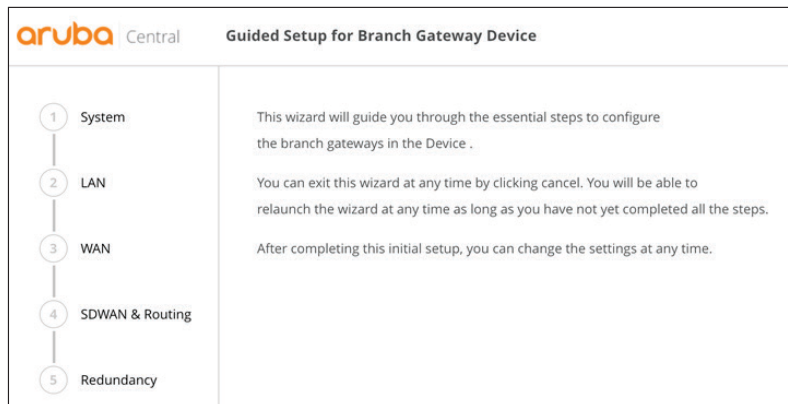 aruba Central
Guided Setup for Branch Gateway Device
1 System
2 LAN
3 WAN
4 SDWAN & Routing
5 Redundancy
This wizard will guide you through the essential steps to configure
the branch gateways in the Device .
You can exit this wizard at any time by clicking cancel. You will be able to
relaunch the wizard at any time as long as you have not yet completed all the steps.
After completing this initial setup, you can change the settings at any time.